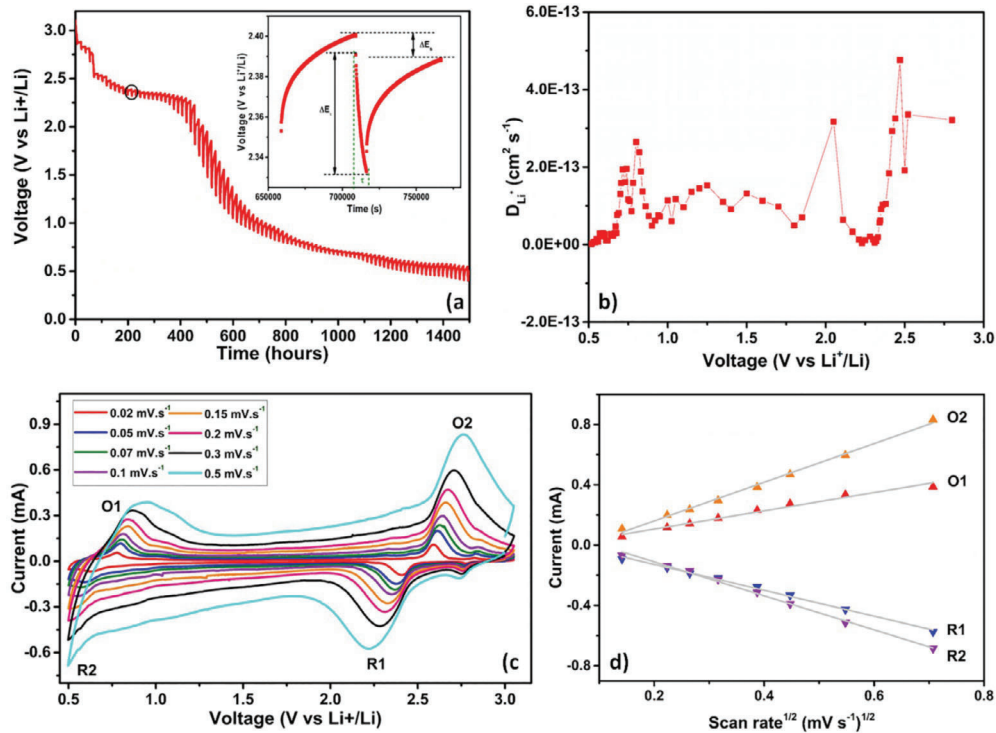 3.0
2.5
2.0
1.5
1.0
0.5
0.0
Voltage (V vs Li+/Li)
0 200 400 600 800 1000 1200 1400
Time (hours)
(a)
2.40
2.39
2.38
2.37
2.36
2.34
Voltage (V vs Li⁺/Li)
650000 700000 750000
Time (s)
ΔE
ΔE
6.0E-13
4.0E-13
2.0E-13
0.0E+00
-2.0E-13
D Li⁺ (cm² s⁻¹)
0.5 1.0 1.5 2.0 2.5 3.0
Voltage (V vs Li⁺/Li)
b)
0.02 mV.s⁻¹ 0.15 mV.s⁻¹
0.05 mV.s⁻¹ 0.2 mV.s⁻¹
0.07 mV.s⁻¹ 0.3 mV.s⁻¹
0.1 mV.s⁻¹ 0.5 mV.s⁻¹
O2
O1
R1
R2
(c)
0.9
0.6
0.3
0.0
-0.3
-0.6
Current (mA)
0.5 1.0 1.5 2.0 2.5 3.0
Voltage (V vs Li+/Li)
0.8
0.4
0.0
-0.4
-0.8
Current (mA)
O2
O1
R1
R2
d)
0.2 0.4 0.6 0.8
Scan rate¹ᐟ² (mV s⁻¹)¹ᐟ²